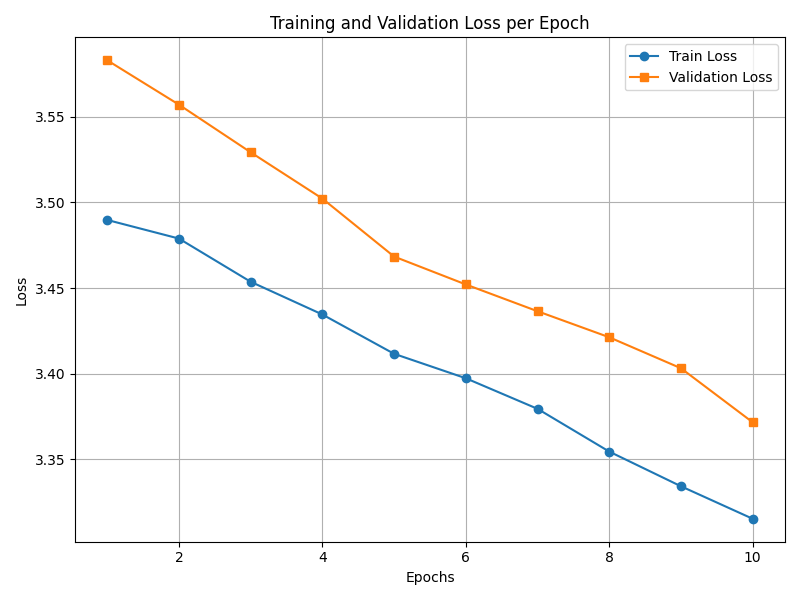 Training and Validation Loss per Epoch
Train Loss
Validation Loss
3.55
3.50
3.45
3.40
3.35
Loss
2 4 6 8 10
Epochs